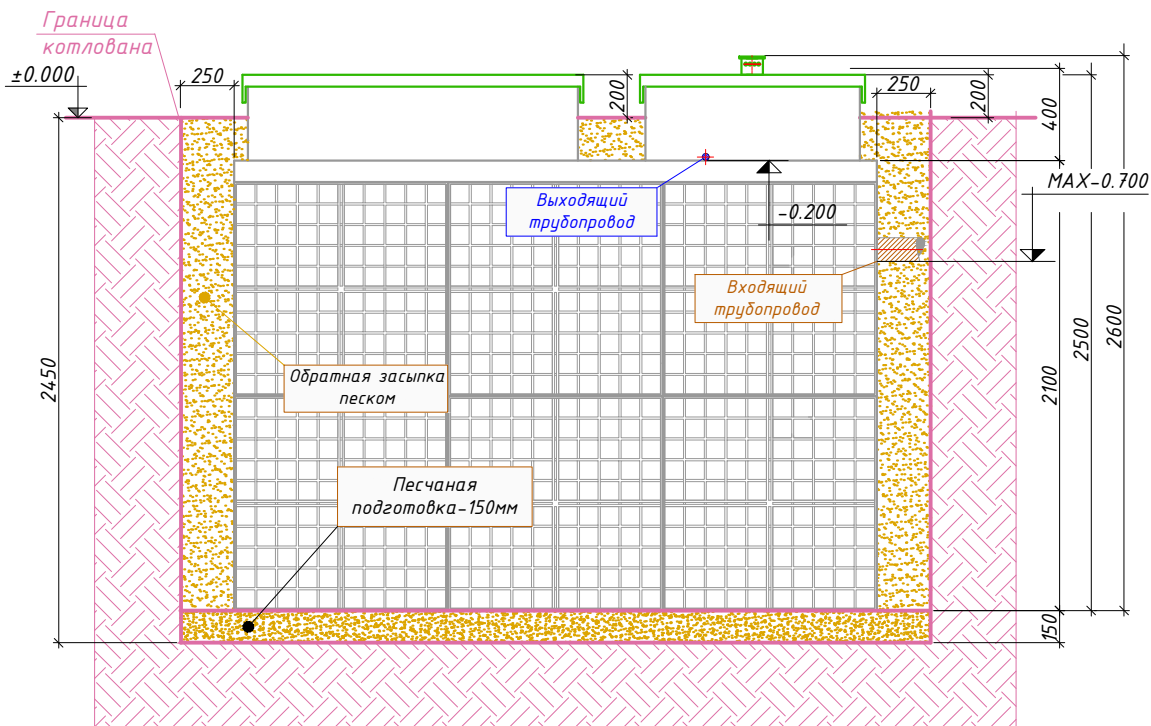 Граница
котлована
±0.000
250
200
250
200
400
MAX-0.700
Выходящий
трубопровод
-0.200
Входящий
трубопровод
2450
Обратная засыпка
песком
2100
2500
2600
Песчаная
подготовка-150мм
150